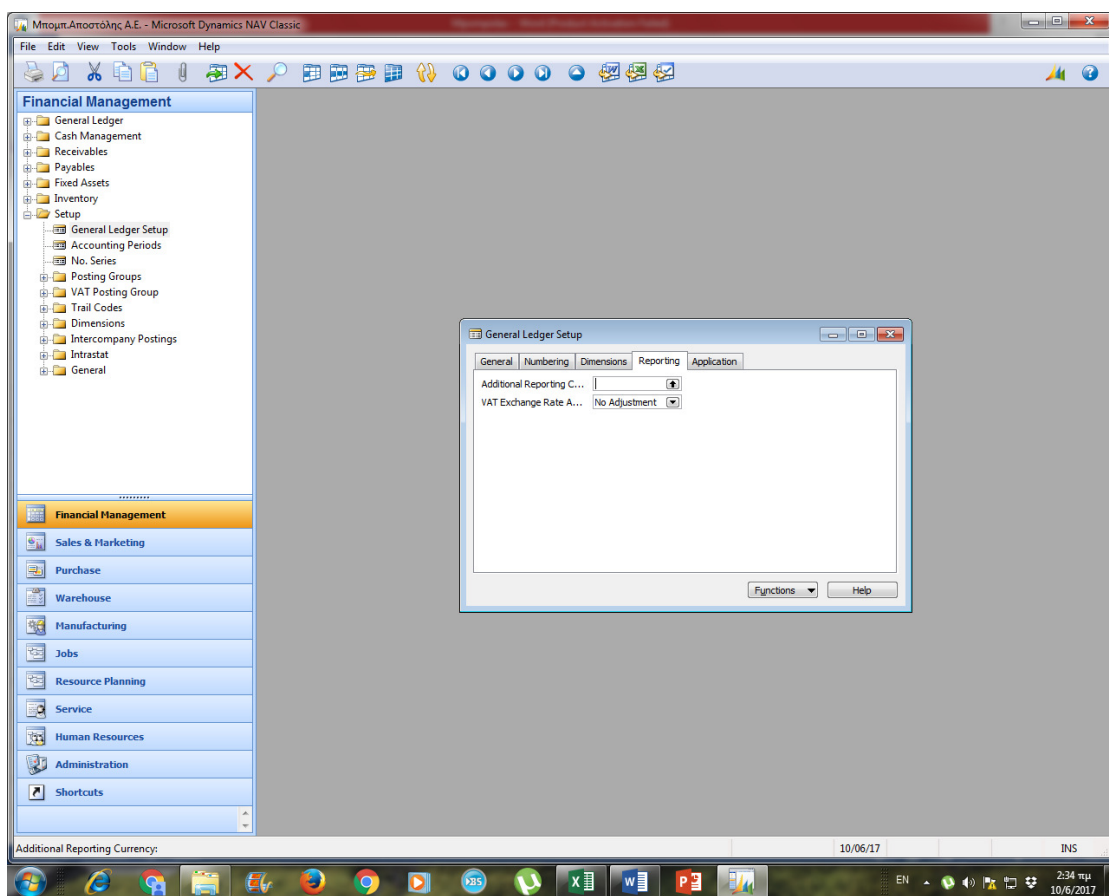 Μπομπ.Αποστόλης Α.Ε. - Microsoft Dynamics NAV Classic
File Edit View Tools Window Help
Financial Management
General Ledger
Cash Management
Receivables
Payables
Fixed Assets
Inventory
Setup
General Ledger Setup
Accounting Periods
No. Series
Posting Groups
VAT Posting Group
Trail Codes
Dimensions
Intercompany Postings
Intrastat
General
Financial Management
Sales & Marketing
Purchase
Warehouse
Manufacturing
Jobs
Resource Planning
Service
Human Resources
Administration
Shortcuts
General Ledger Setup
General Numbering Dimensions Reporting Application
Additional Reporting C...
VAT Exchange Rate A... No Adjustment
Functions Help
Additional Reporting Currency: 10/06/17 INS
EN 2:34 πμ
10/6/2017